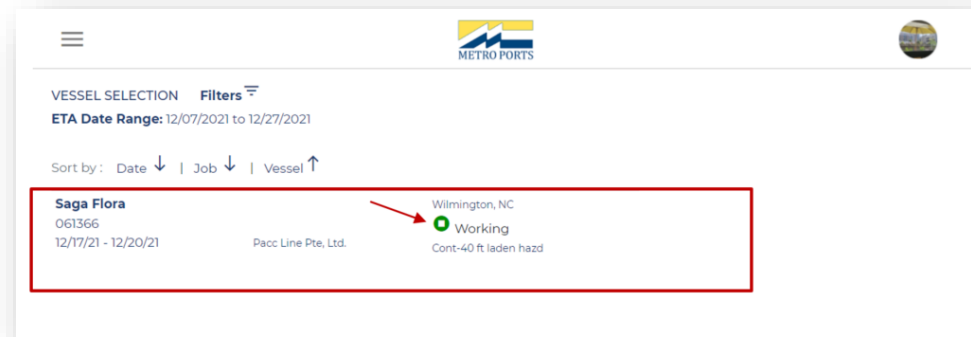 METRO PORTS
VESSEL SELECTION Filters
ETA Date Range: 12/07/2021 to 12/27/2021
Sort by : Date ↓ | Job ↓ | Vessel ↑
Saga Flora
061366
12/17/21 - 12/20/21
Pacc Line Pte, Ltd.
Wilmington, NC
Working
Cont-40 ft laden hazd